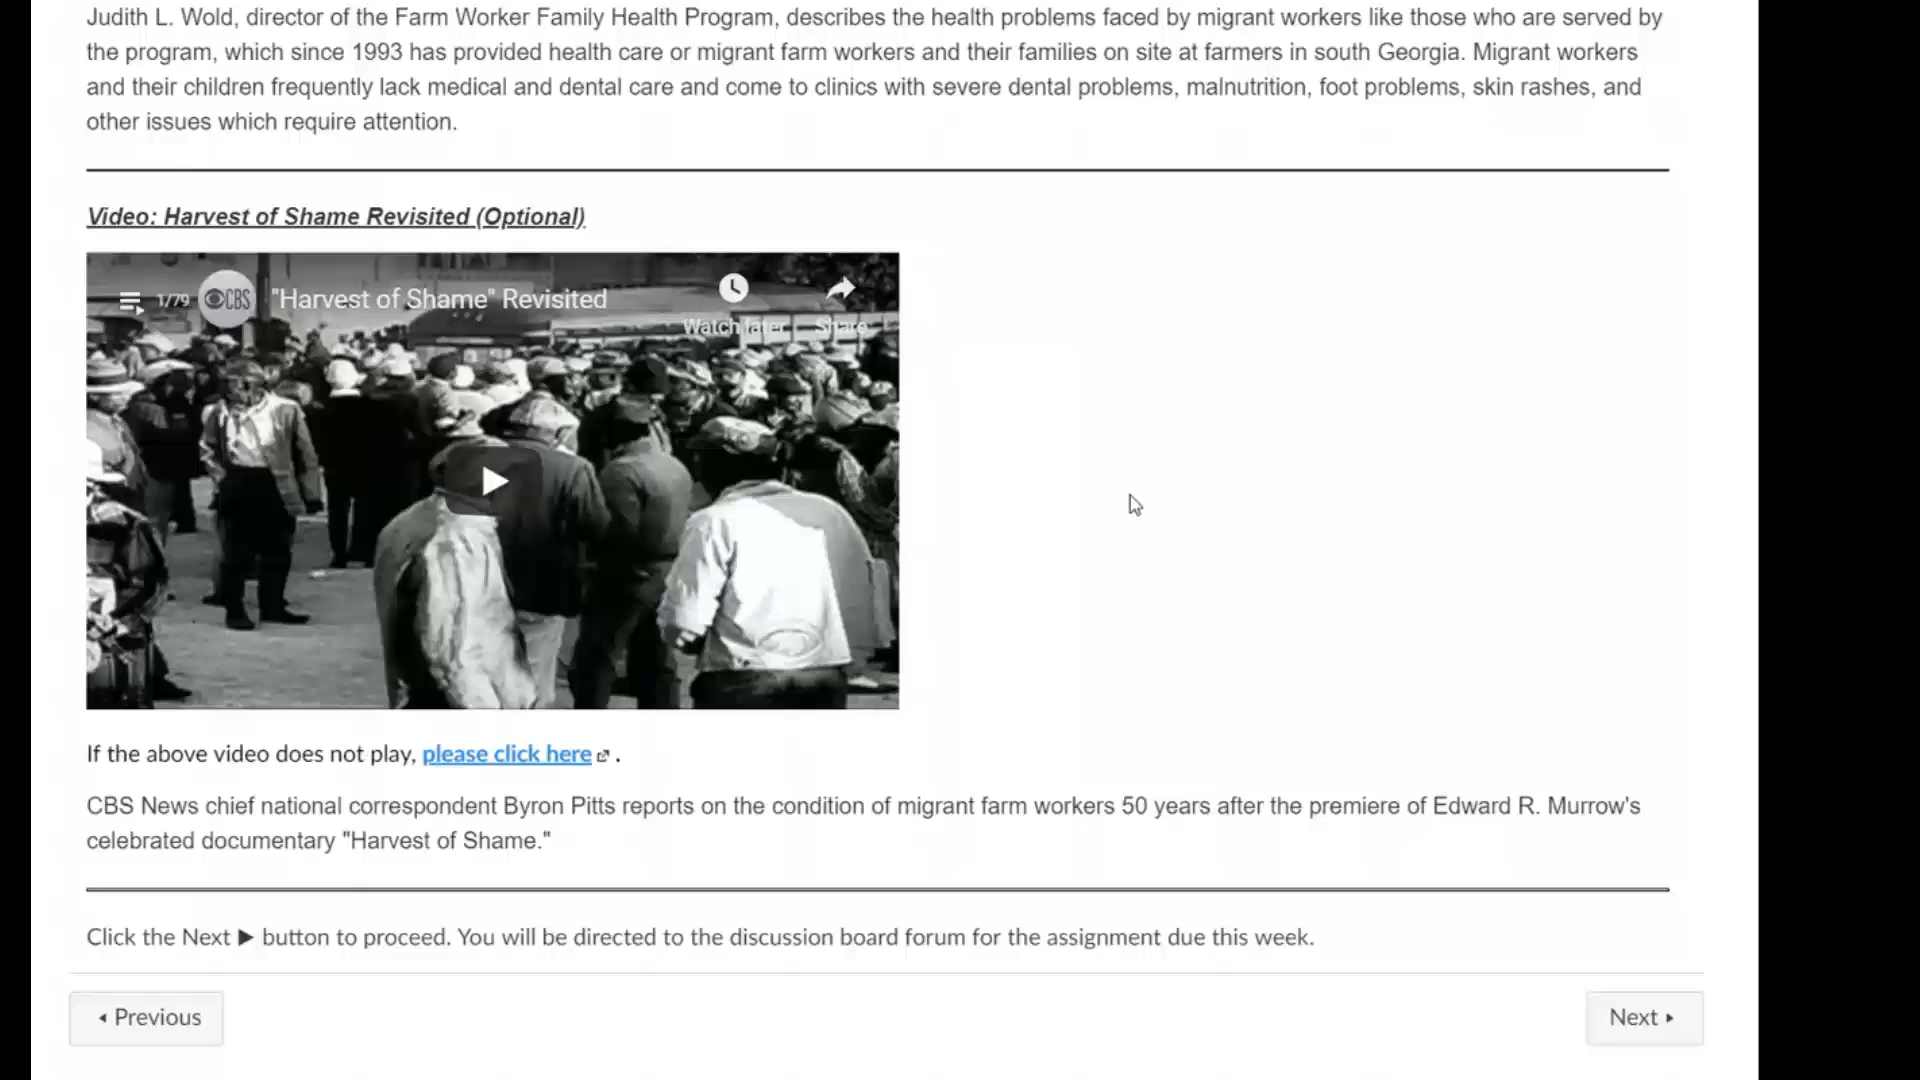 Judith L. Wold, director of the Farm Worker Family Health Program, describes the health problems faced by migrant workers like those who are served by
the program, which since 1993 has provided health care or migrant farm workers and their families on site at farmers in south Georgia. Migrant workers
and their children frequently lack medical and dental care and come to clinics with severe dental problems, malnutrition, foot problems, skin rashes, and
other issues which require attention.
Video: Harvest of Shame Revisited (Optional)
1/79 CBS "Harvest of Shame" Revisited
Watch later Share
If the above video does not play, please click here .
CBS News chief national correspondent Byron Pitts reports on the condition of migrant farm workers 50 years after the premiere of Edward R. Murrow's
celebrated documentary "Harvest of Shame."
Click the Next ▶ button to proceed. You will be directed to the discussion board forum for the assignment due this week.
Previous
Next